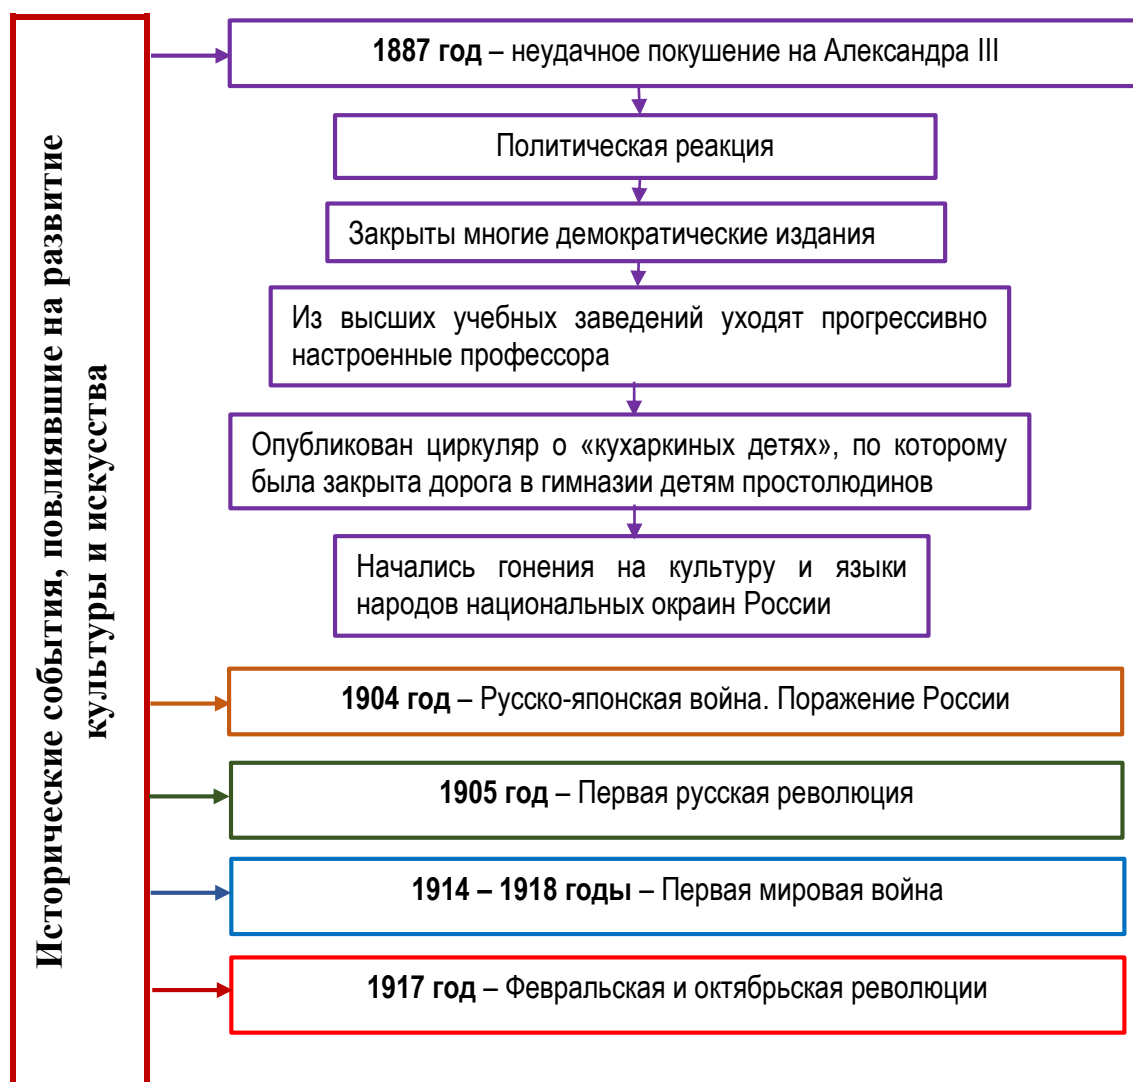 Исторические события, повлиявшие на развитие
культуры и искусства
1887 год – неудачное покушение на Александра III
Политическая реакция
Закрыты многие демократические издания
Из высших учебных заведений уходят прогрессивно
настроенные профессора
Опубликован циркуляр о «кухаркиных детях», по которому
была закрыта дорога в гимназии детям простолюдинов
Начались гонения на культуру и языки
народов национальных окраин России
1904 год – Русско-японская война. Поражение России
1905 год – Первая русская революция
1914 – 1918 годы – Первая мировая война
1917 год – Февральская и октябрьская революции